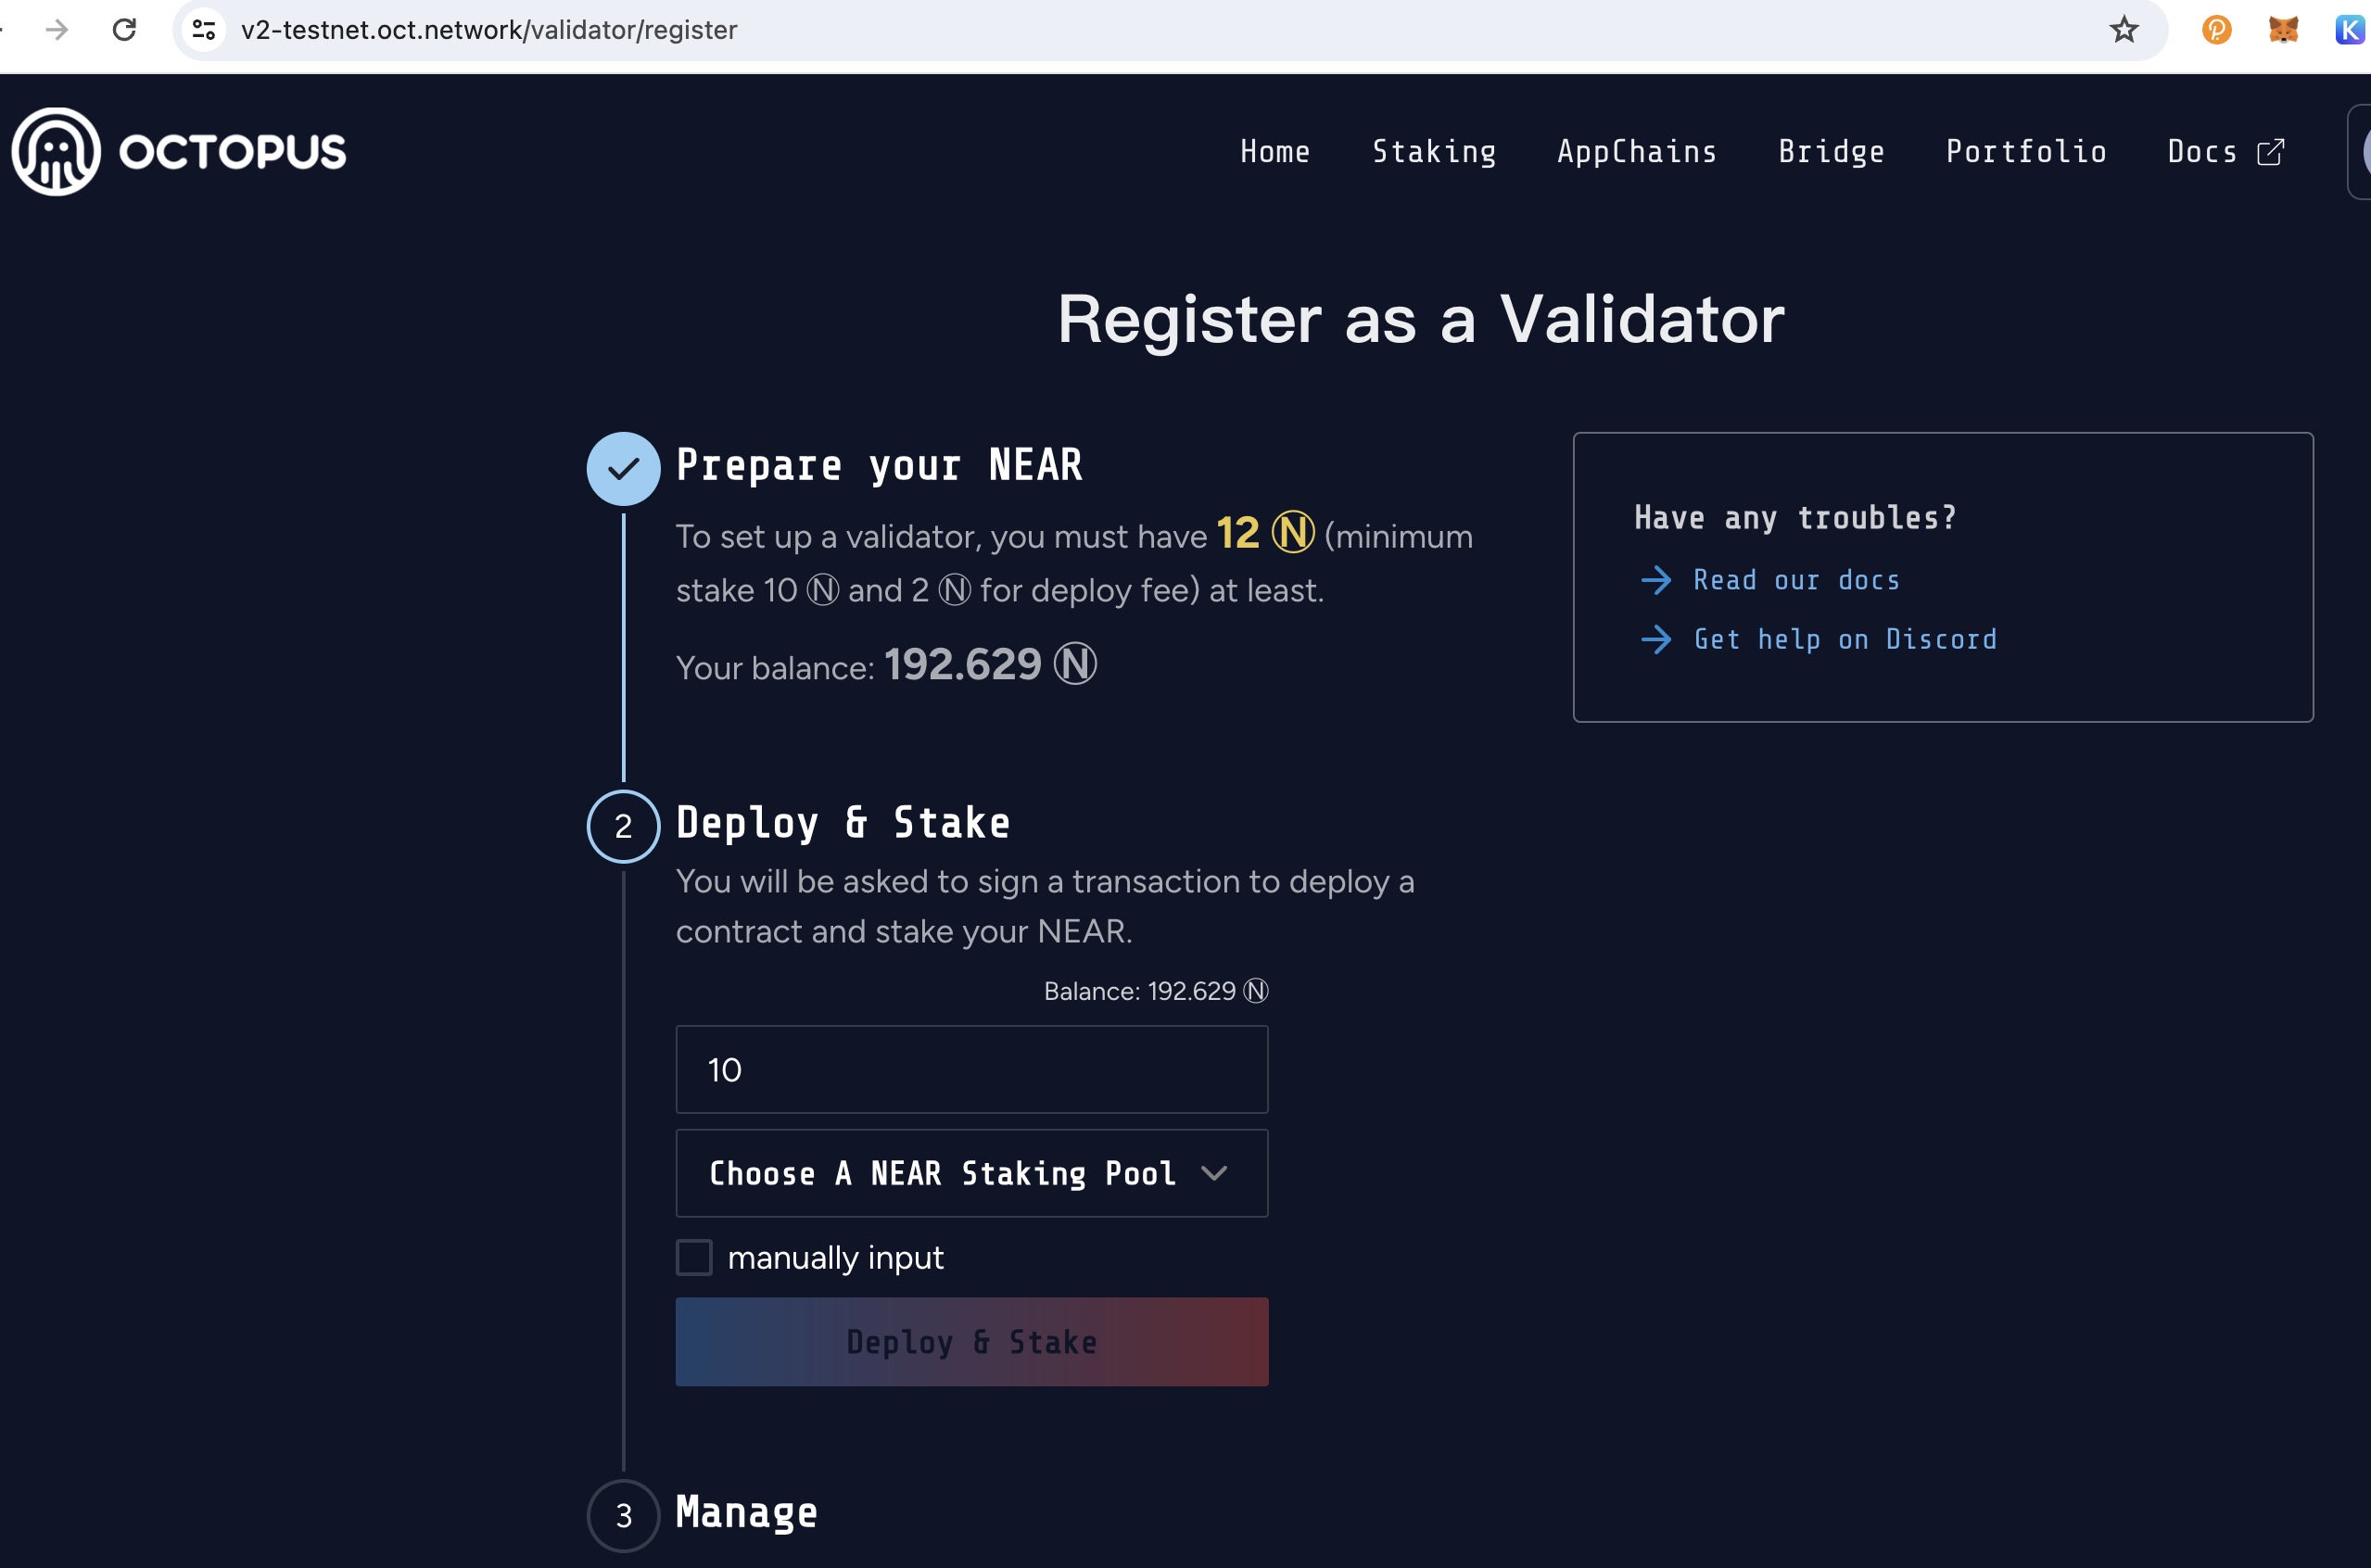 v2-testnet.oct.network/validator/register
OCTOPUS
Home Staking AppChains Bridge Portfolio Docs
Register as a Validator
Prepare your NEAR
To set up a validator, you must have 12 Ⓝ (minimum
stake 10 Ⓝ and 2 Ⓝ for deploy fee) at least.
Your balance: 192.629 Ⓝ
Have any troubles?
Read our docs
Get help on Discord
2 Deploy & Stake
You will be asked to sign a transaction to deploy a
contract and stake your NEAR.
Balance: 192.629 Ⓝ
10
Choose A NEAR Staking Pool
manually input
Deploy & Stake
3 Manage